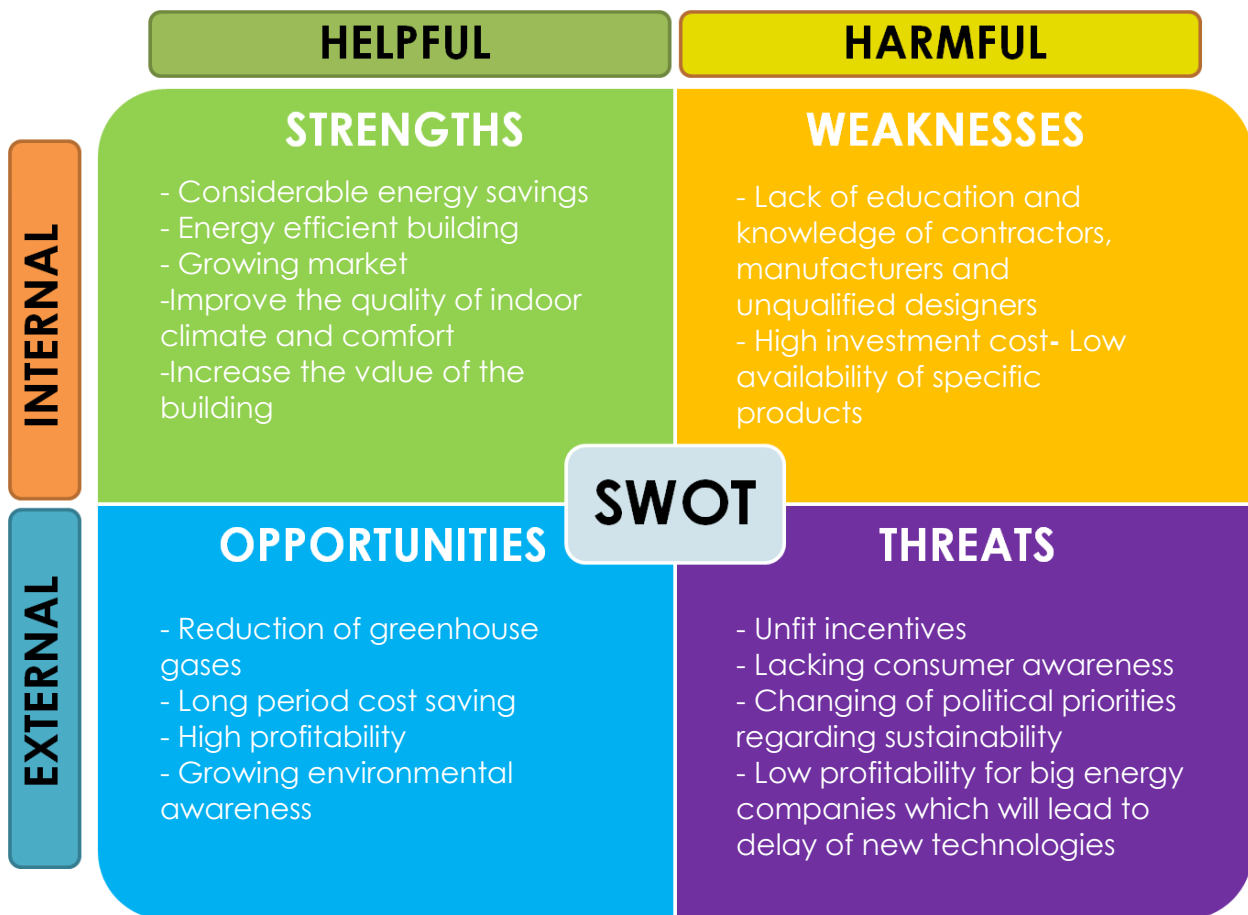 HELPFUL
HARMFUL
INTERNAL
STRENGTHS
- Considerable energy savings
- Energy efficient building
- Growing market
-Improve the quality of indoor
climate and comfort
-Increase the value of the
building
WEAKNESSES
- Lack of education and
knowledge of contractors,
manufacturers and
unqualified designers
- High investment cost- Low
availability of specific
products
SWOT
EXTERNAL
OPPORTUNITIES
- Reduction of greenhouse
gases
- Long period cost saving
- High profitability
- Growing environmental
awareness
THREATS
- Unfit incentives
- Lacking consumer awareness
- Changing of political priorities
regarding sustainability
- Low profitability for big energy
companies which will lead to
delay of new technologies